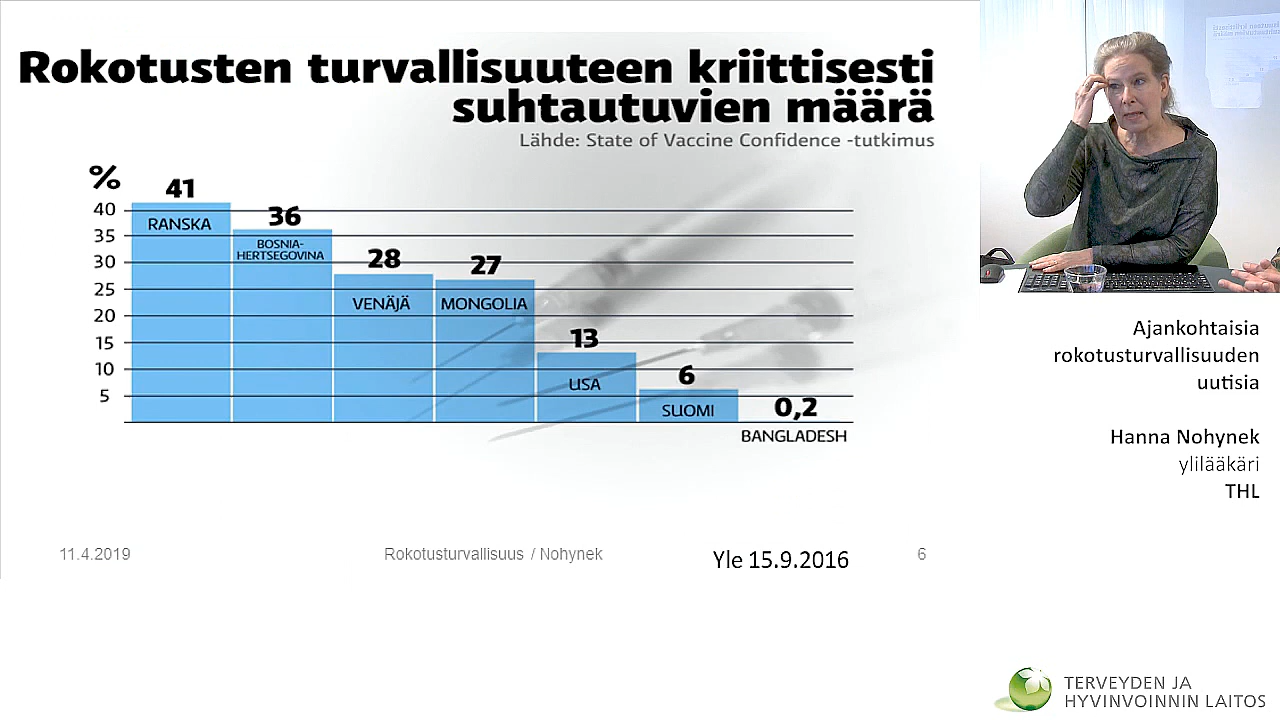 Rokotusten turvallisuuteen kriittisesti
suhtautuvien määrä
Lähde: State of Vaccine Confidence -tutkimus
%
41
40
RANSKA
36
35
BOSNIA-
HERTSEGOVINA
30
28
27
25
VENÄJÄ
MONGOLIA
20
15
13
10
USA
6
5
SUOMI
0,2
BANGLADESH
11.4.2019
Rokotusturvallisuus / Nohynek
Yle 15.9.2016
6
Ajankohtaisia
rokotusturvallisuuden
uutisia
Hanna Nohynek
ylilääkäri
THL
TERVEYDEN JA
HYVINVOINNIN LAITOS